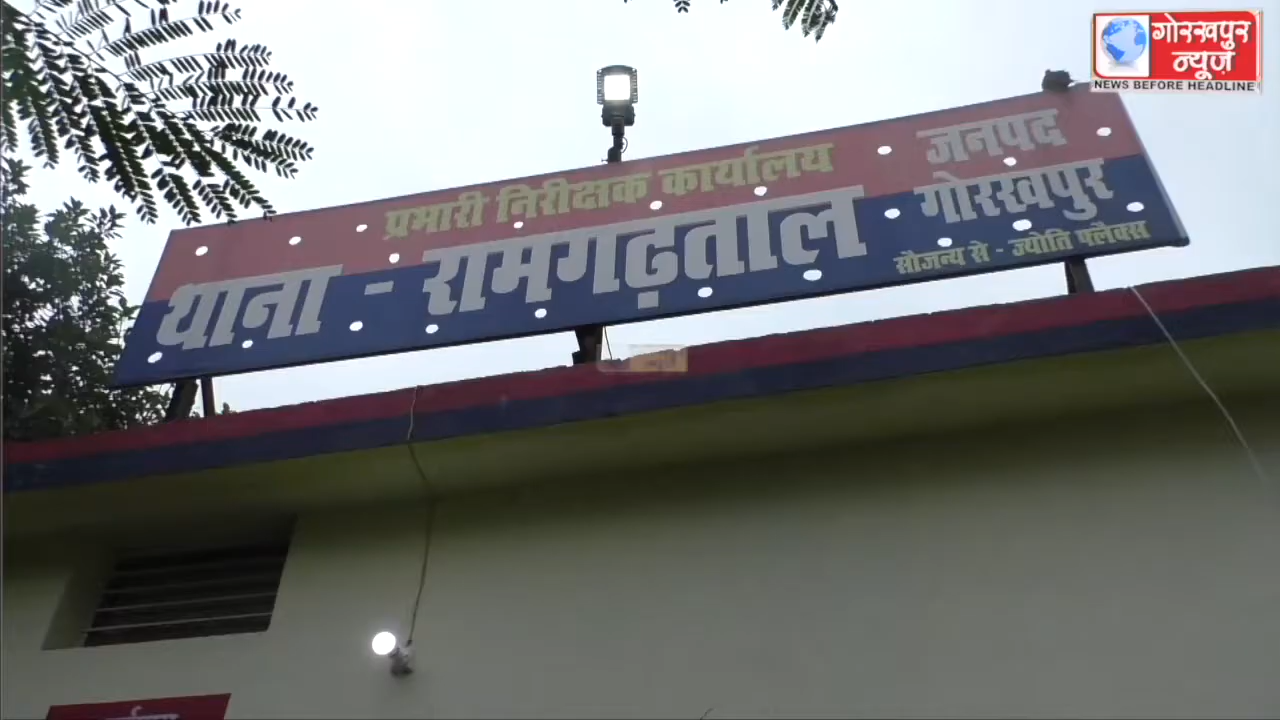 गोरखपुर
न्यूज़
NEWS BEFORE HEADLINE
प्रभारी निरीक्षक कार्यालय
थाना - रामगढ़ताल
जनपद
गोरखपुर
सौजन्य से - ज्योति फ्लैक्स